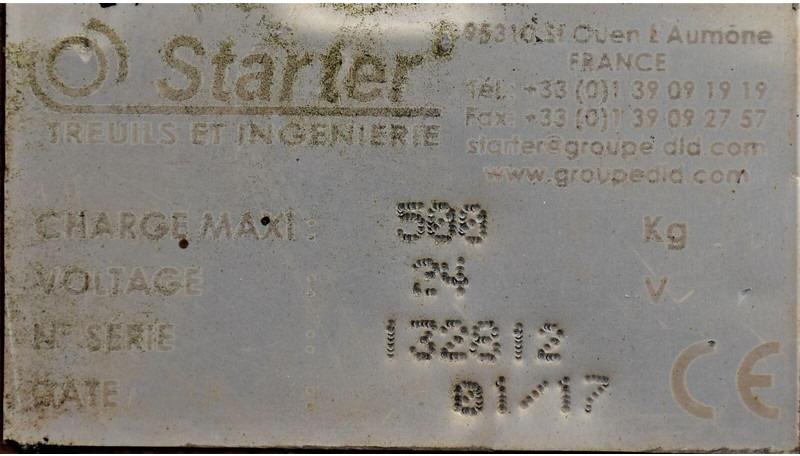 Starter
TREUILS ET INGENIERIE
95310 St Ouen L'Aumône
FRANCE
Tél: +33 (0)1 39 09 19 19
Fax: +33 (0)1 39 09 27 57
starter@groupe dld.com
www.groupedld.com
CHARGE MAXI : 500 Kg
VOLTAGE : 24 V
N° SÉRIE : 132812
DATE : 01/17
CE